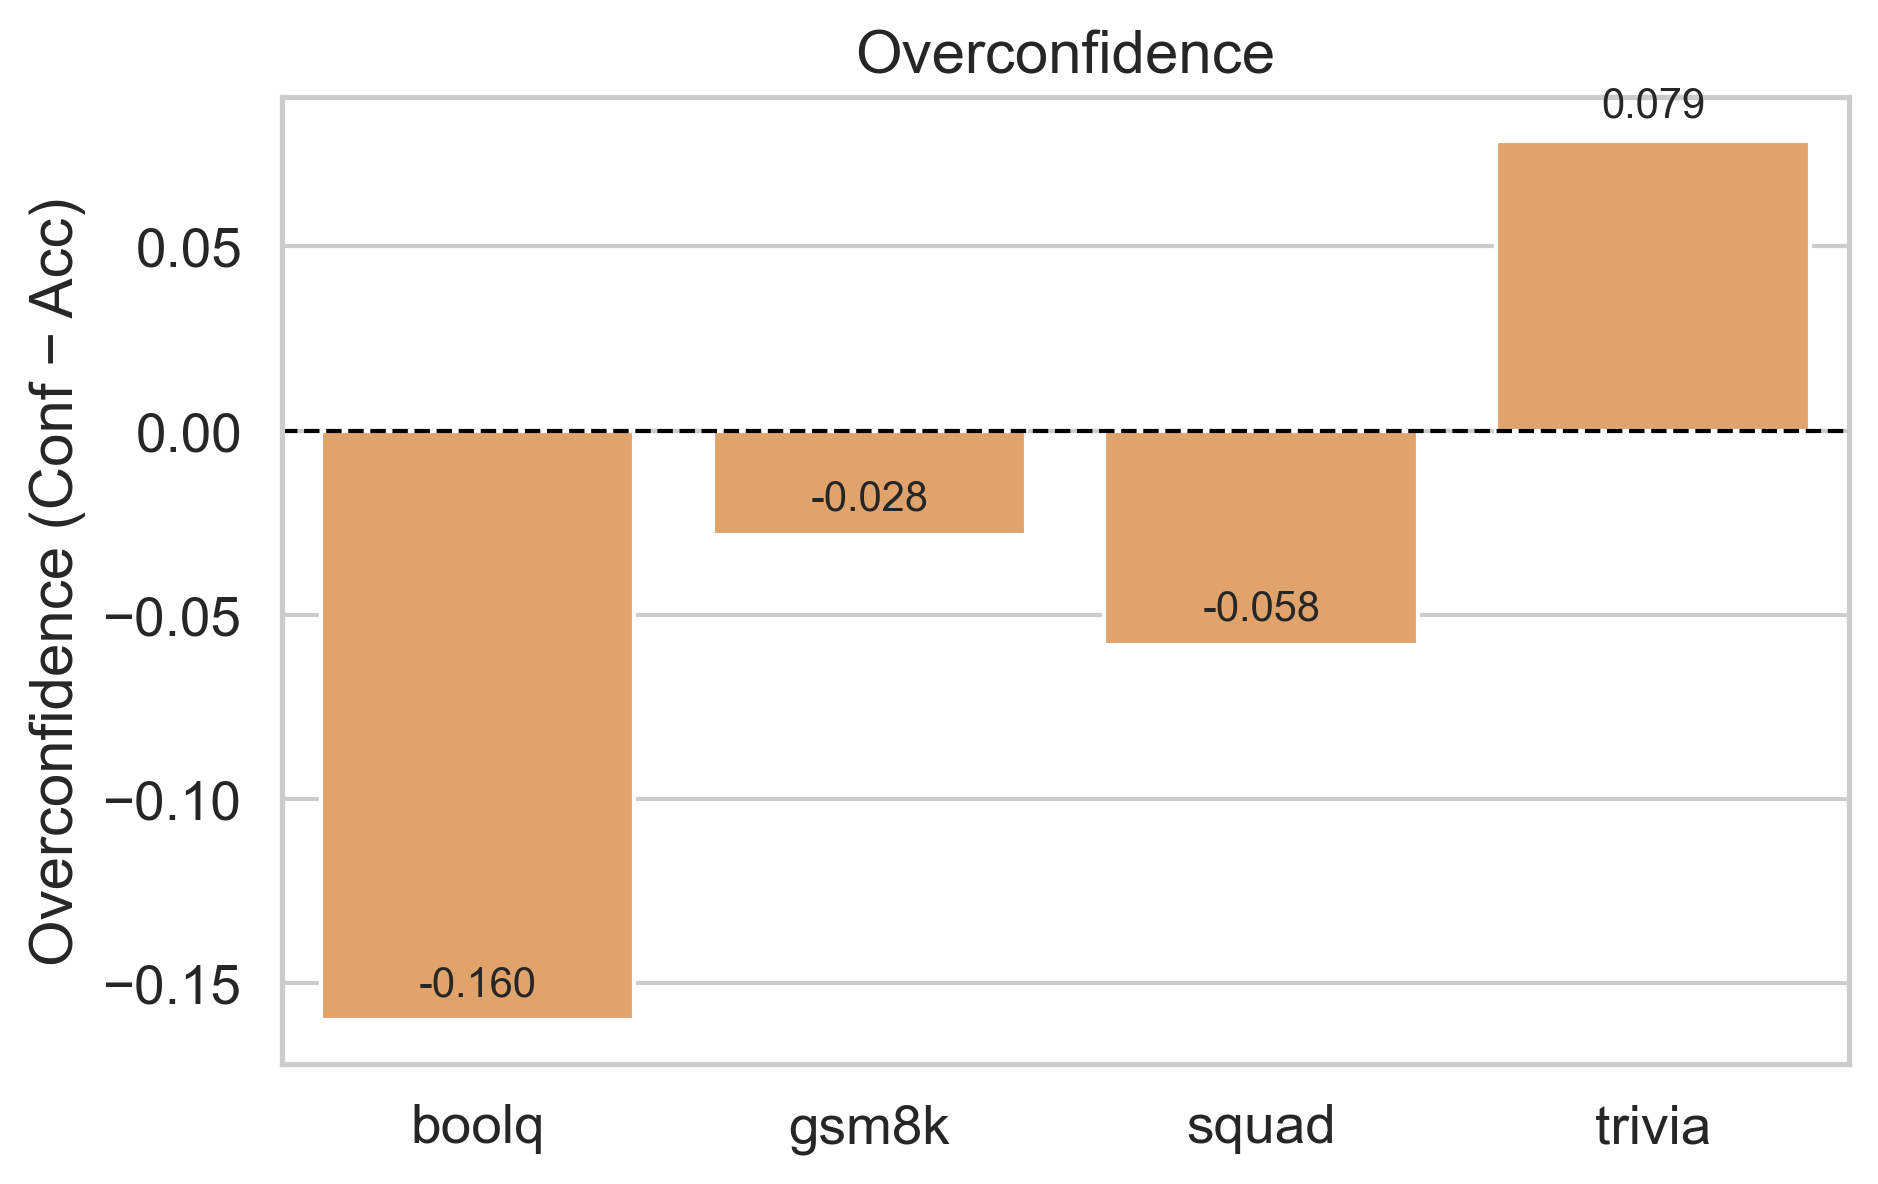 Overconfidence
Overconfidence (Conf − Acc)
0.05
0.00
−0.05
−0.10
−0.15
-0.160
-0.028
-0.058
0.079
boolq
gsm8k
squad
trivia